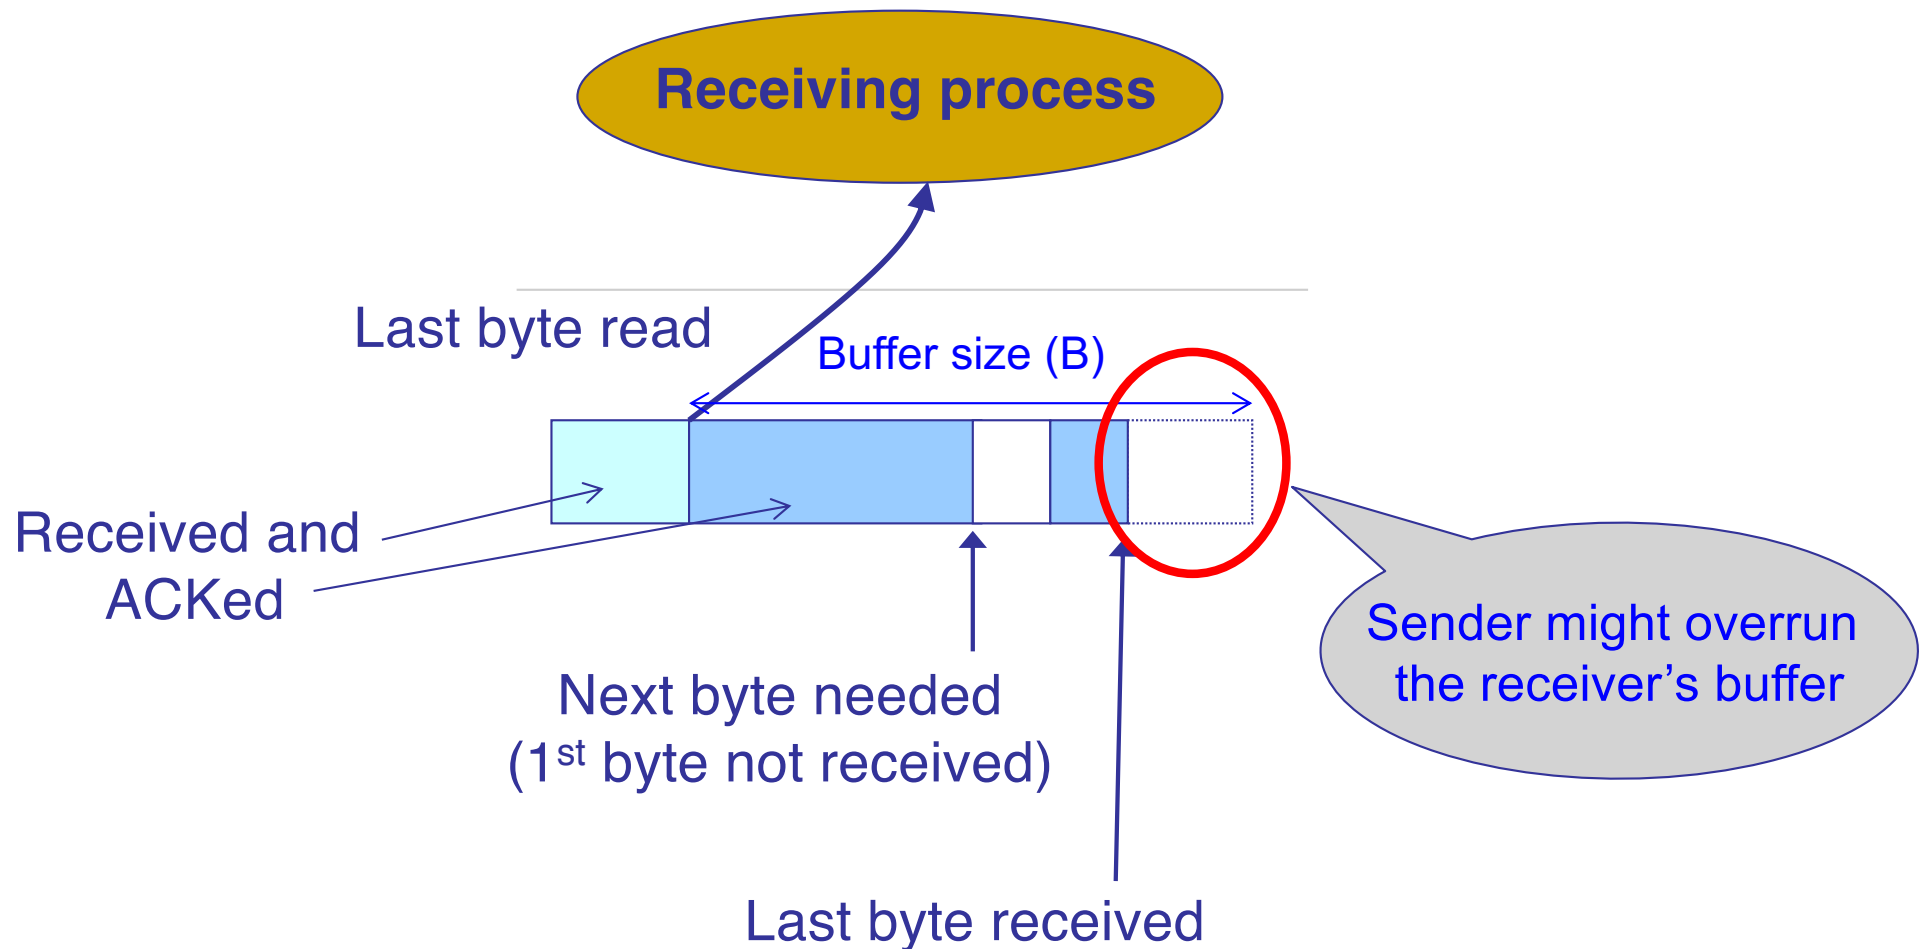 Receiving process
Last byte read
Buffer size (B)
Received and
ACKed
Sender might overrun
the receiver’s buffer
Next byte needed
(1st byte not received)
Last byte received